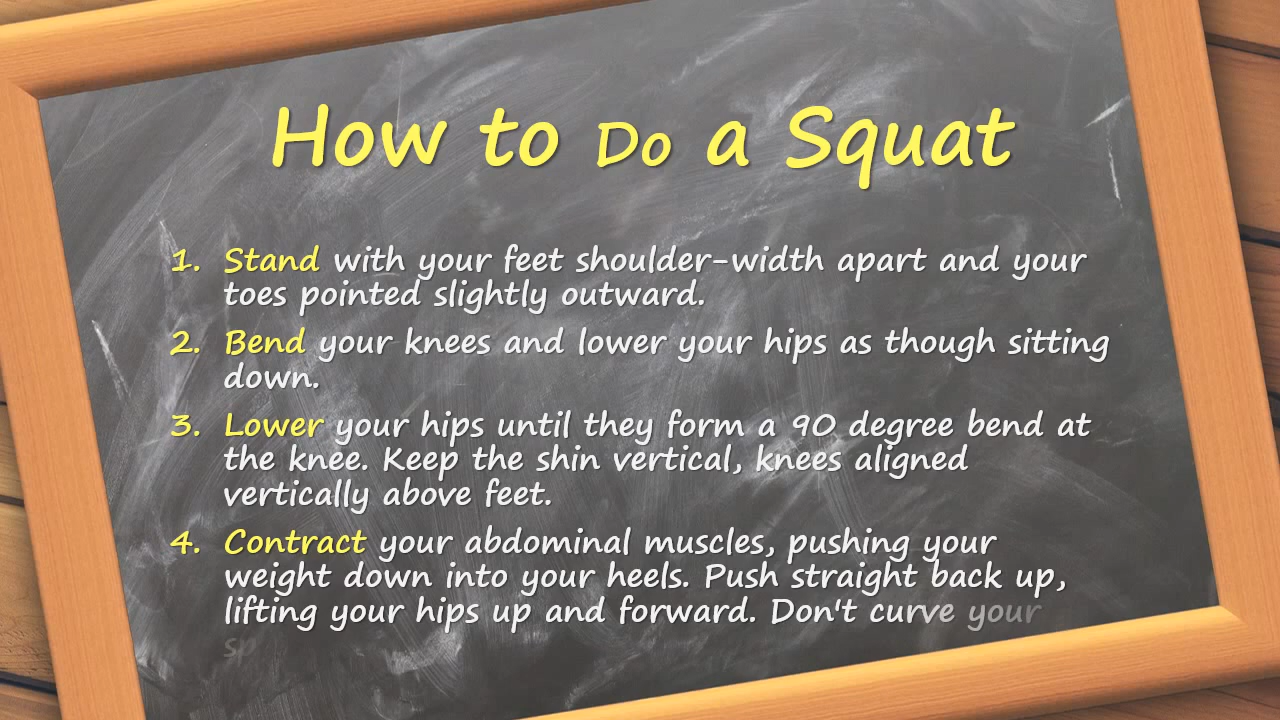 How to Do a Squat
1. Stand with your feet shoulder-width apart and your
toes pointed slightly outward.
2. Bend your knees and lower your hips as though sitting
down.
3. Lower your hips until they form a 90 degree bend at
the knee. Keep the shin vertical, knees aligned
vertically above feet.
4. Contract your abdominal muscles, pushing your
weight down into your heels. Push straight back up,
lifting your hips up and forward. Don't curve your
sp